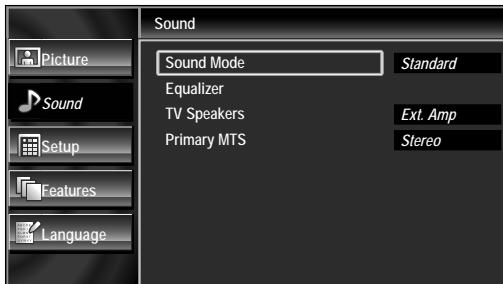 Sound
Picture
Sound
Setup
Features
Language
Sound Mode Standard
Equalizer
TV Speakers Ext. Amp
Primary MTS Stereo